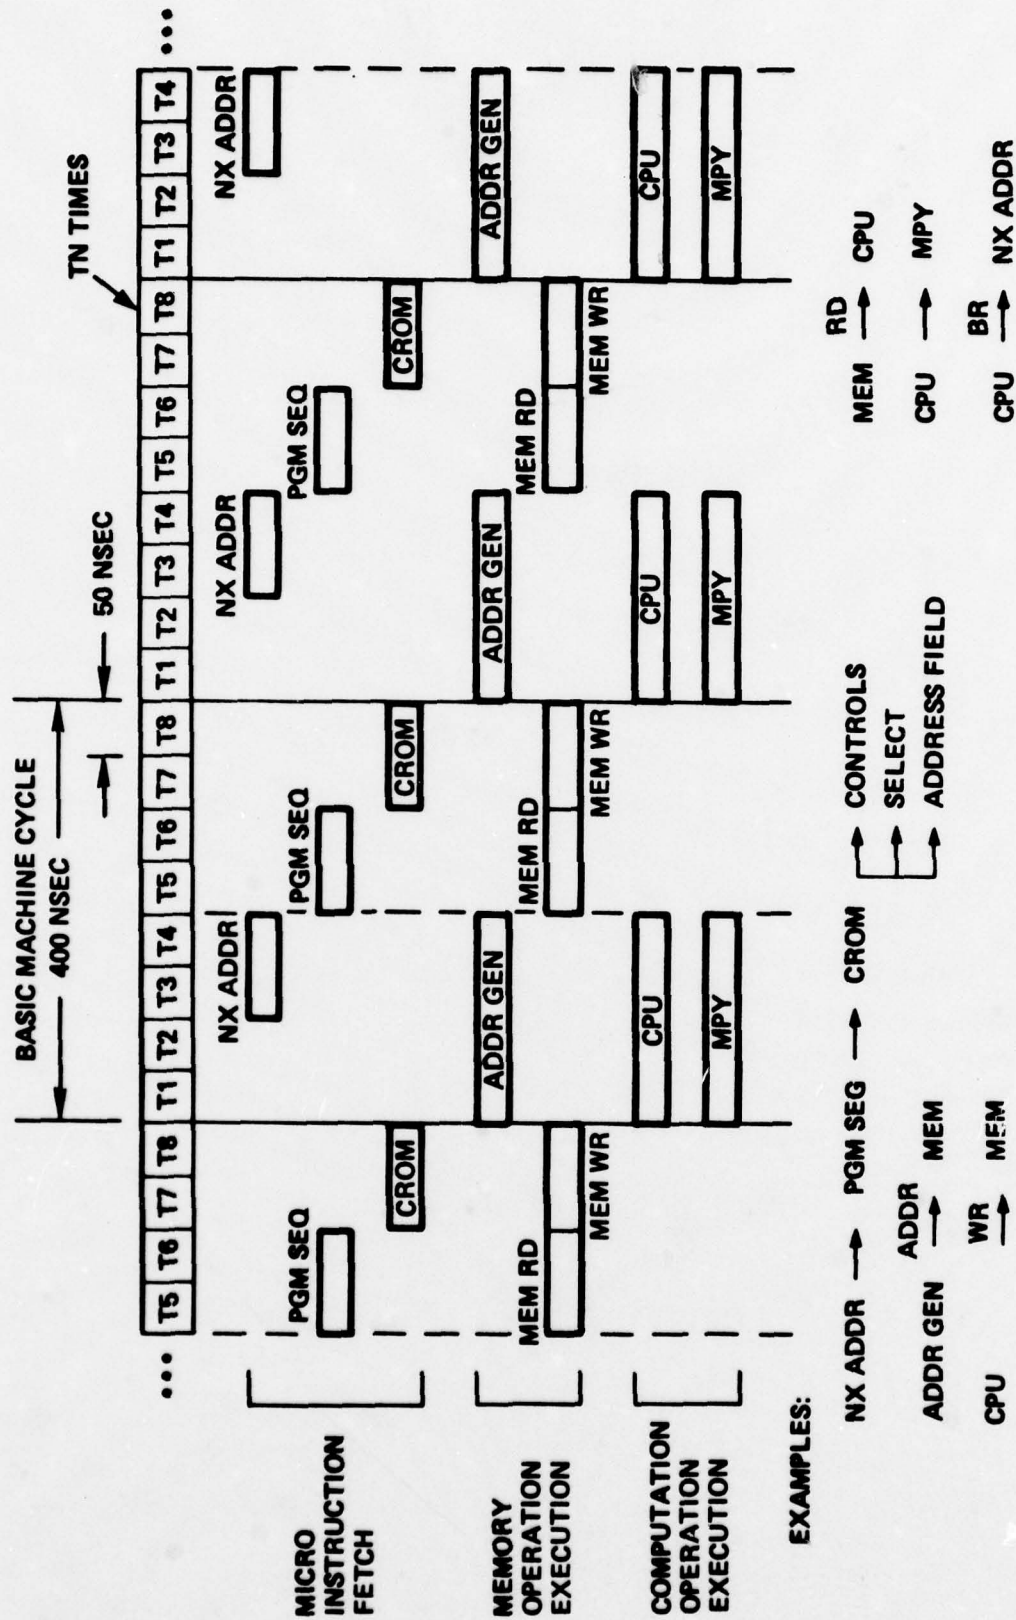 BASIC MACHINE CYCLE
400 NSEC
50 NSEC
TN TIMES
••• T5 T6 T7 T8 T1 T2 T3 T4 T5 T6 T7 T8 T1 T2 T3 T4 T5 T6 T7 T8 T1 T2 T3 T4 •••
MICRO
INSTRUCTION
FETCH
NX ADDR NX ADDR NX ADDR
PGM SEQ PGM SEQ PGM SEQ
CROM CROM CROM
MEMORY
OPERATION
EXECUTION
ADDR GEN ADDR GEN ADDR GEN
MEM RD MEM RD MEM RD
MEM WR MEM WR MEM WR
COMPUTATION
OPERATION
EXECUTION
CPU CPU CPU
MPY MPY MPY
EXAMPLES:
NX ADDR → PGM SEG → CROM → CONTROLS
→ SELECT
→ ADDRESS FIELD
ADDR
ADDR GEN → MEM
WR
CPU → MEM
RD
MEM → CPU
CPU → MPY
BR
CPU → NX ADDR